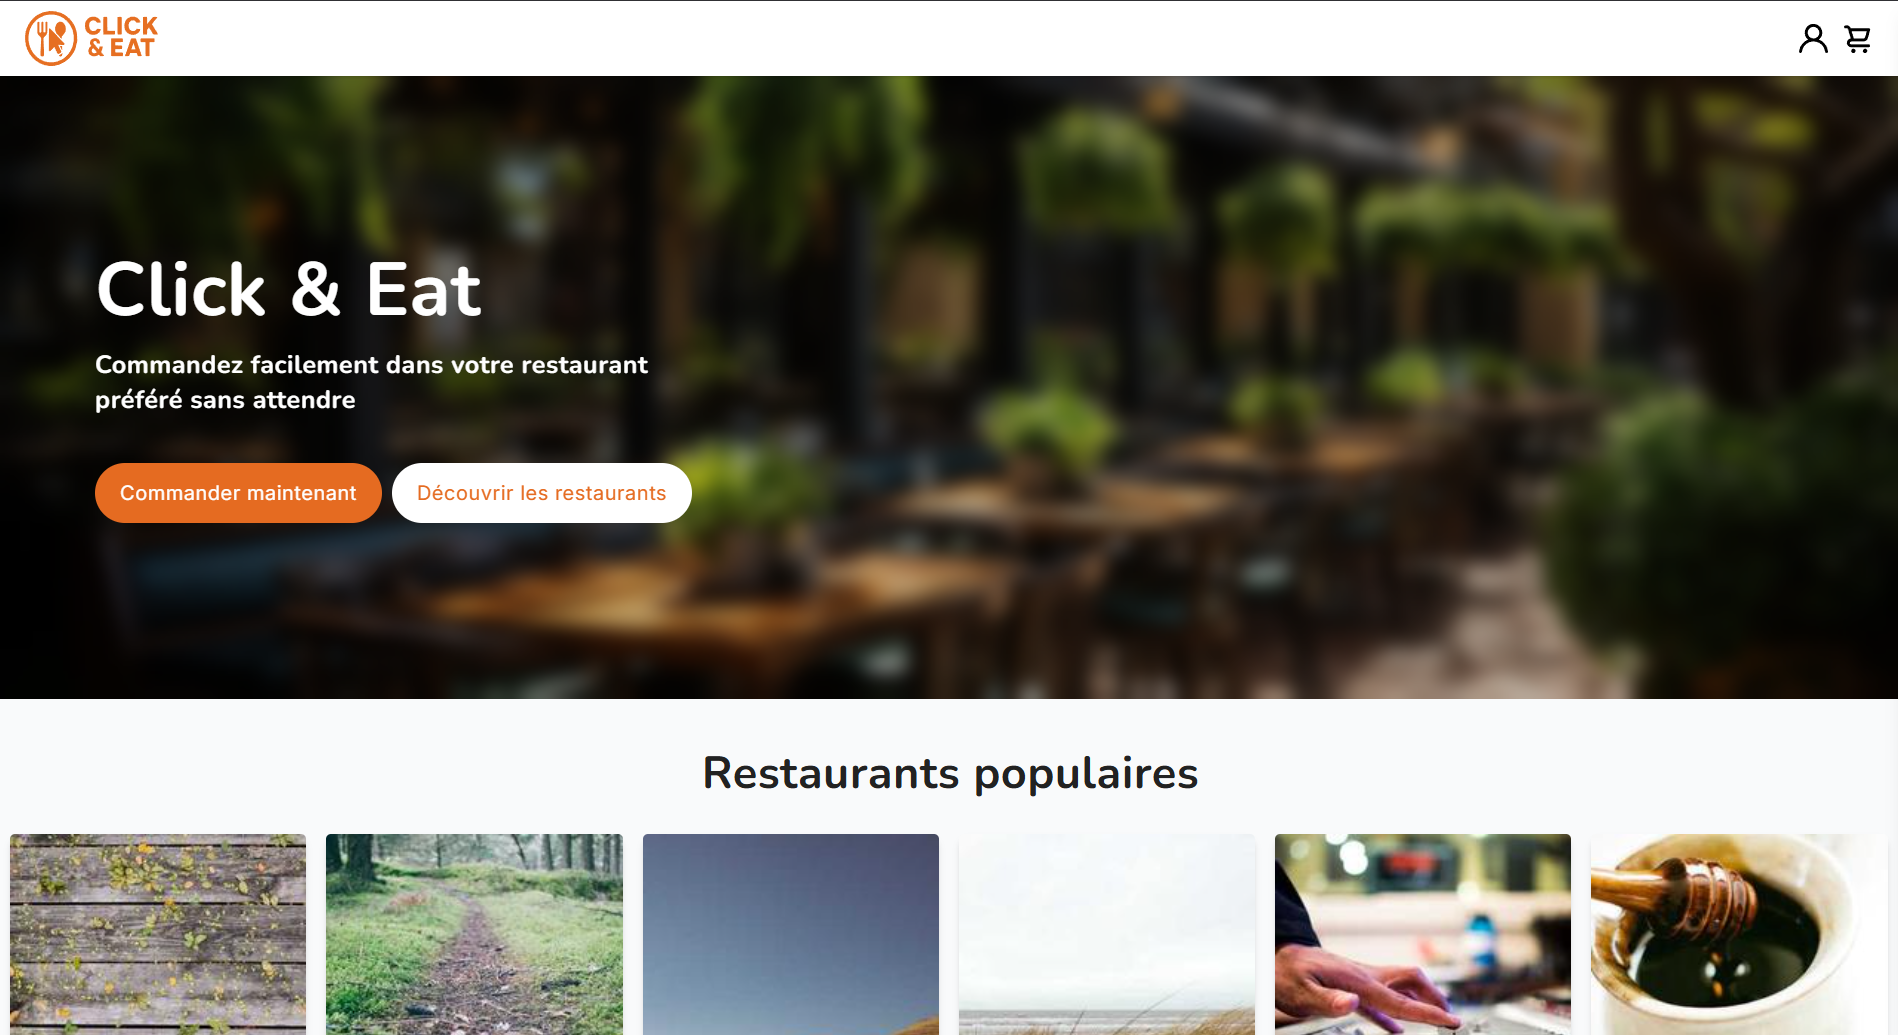 CLICK
& EAT
Click & Eat
Commandez facilement dans votre restaurant
préféré sans attendre
Commander maintenant
Découvrir les restaurants
Restaurants populaires